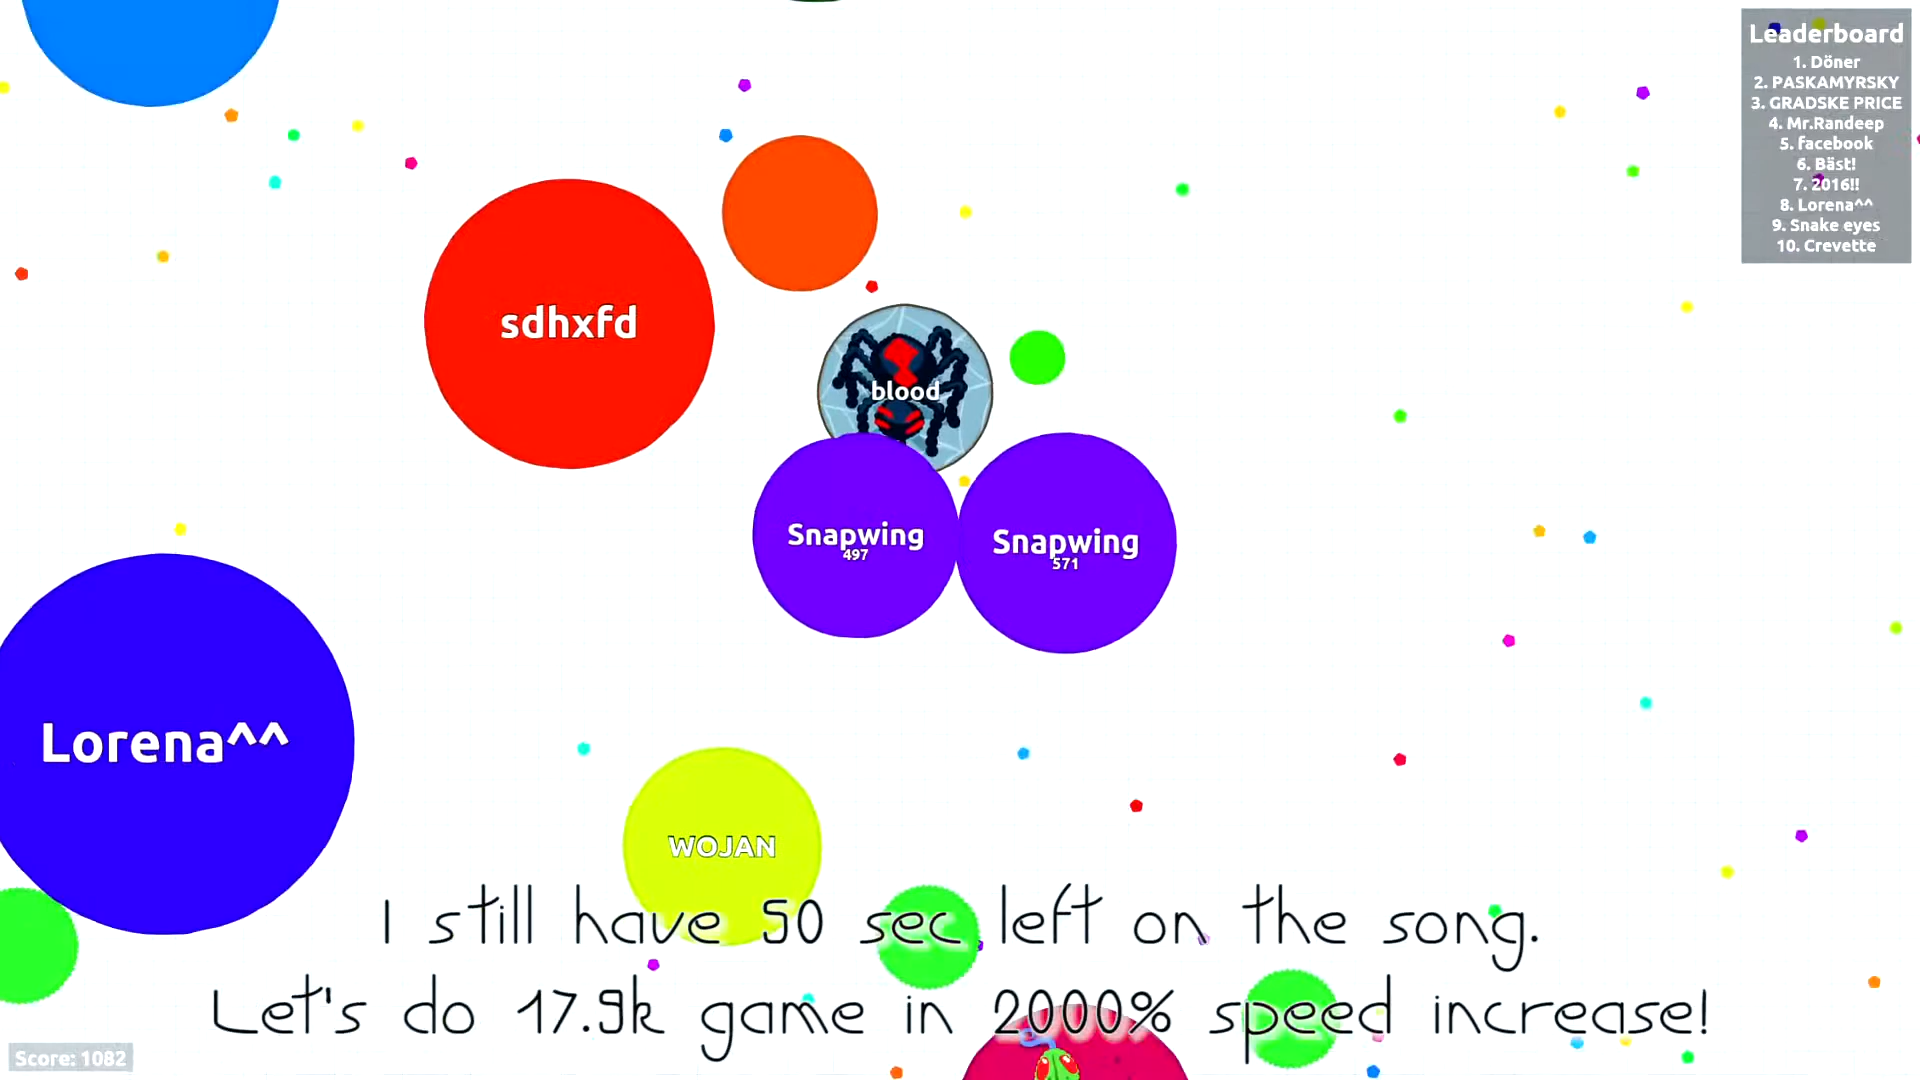 Leaderboard
1. Döner
2. PASKAMYRSKY
3. GRADSKE PRICE
4. Mr.Randeep
5. facebook
6. Bäst!
7. 2016!!
8. Lorena^^
9. Snake eyes
10. Crevette
sdhxfd
blood
Snapwing
497
Snapwing
571
Lorena^^
WOJAN
I still have 50 sec left on the song.
Let's do 17.9k game in 2000% speed increase!
Score: 1082